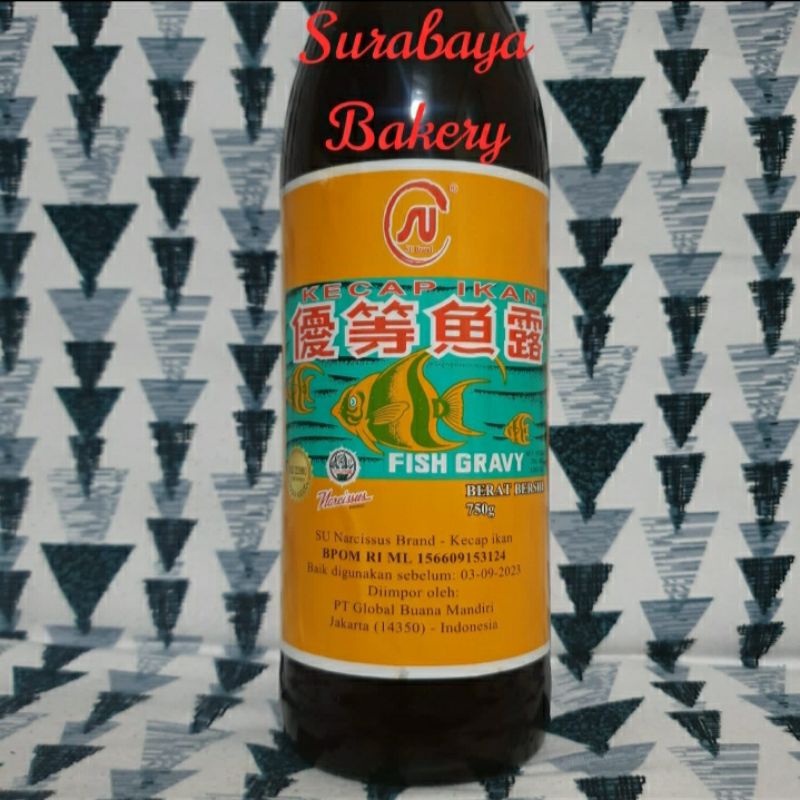 Surabaya
Bakery
SU
KECAP IKAN
優等魚露
FISH GRAVY
Narcissus
BERAT BERSIH
750g
SU Narcissus Brand - Kecap ikan
BPOM RI ML 156609153124
Baik digunakan sebelum: 03-09-2023
Diimpor oleh:
PT Global Buana Mandiri
Jakarta (14350) - Indonesia